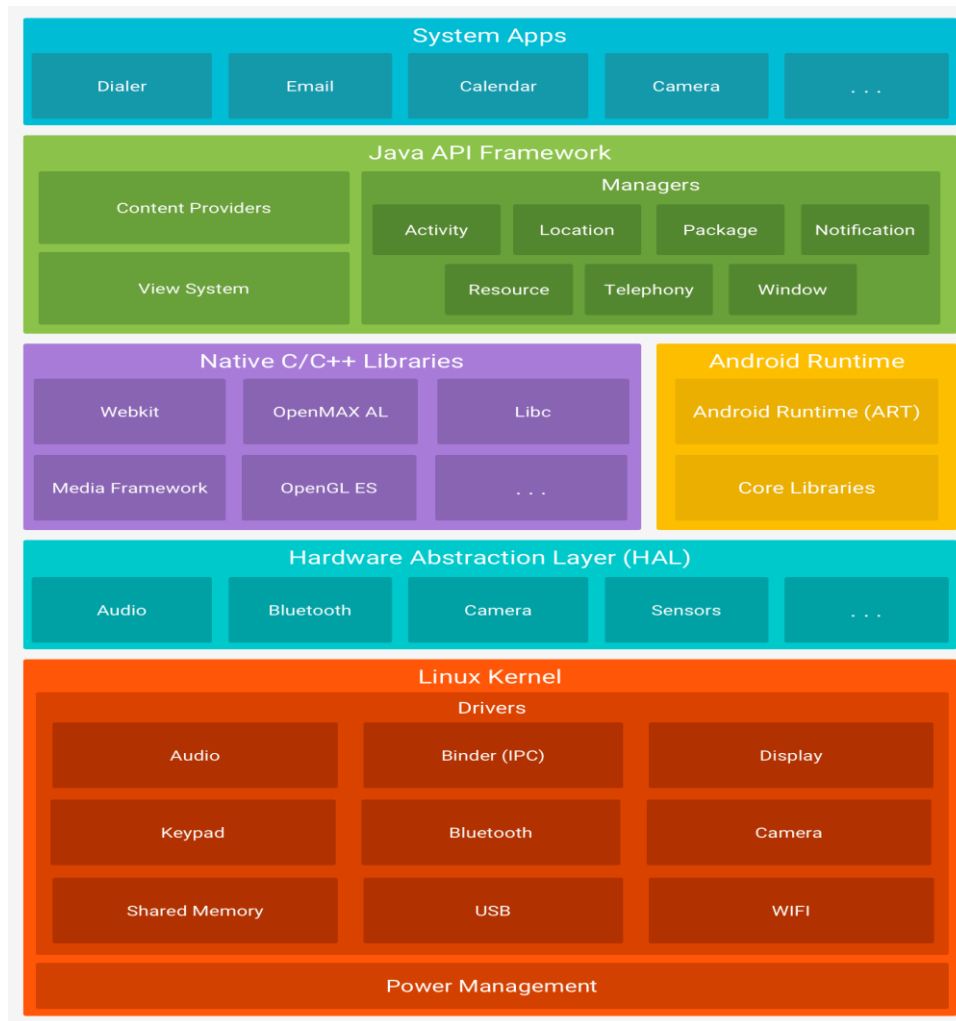 System Apps
Dialer
Email
Calendar
Camera
. . .
Java API Framework
Content Providers
View System
Managers
Activity
Location
Package
Notification
Resource
Telephony
Window
Native C/C++ Libraries
Webkit
OpenMAX AL
Libc
Media Framework
OpenGL ES
. . .
Android Runtime
Android Runtime (ART)
Core Libraries
Hardware Abstraction Layer (HAL)
Audio
Bluetooth
Camera
Sensors
. . .
Linux Kernel
Drivers
Audio
Binder (IPC)
Display
Keypad
Bluetooth
Camera
Shared Memory
USB
WIFI
Power Management